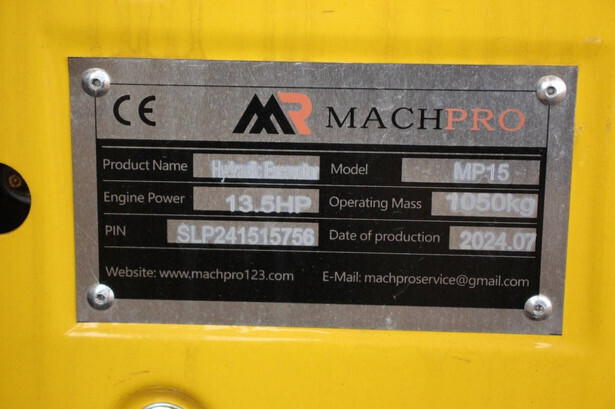 CE MR MACHPRO
Product Name Hydraulic Excavator Model MP15
Engine Power 13.5HP Operating Mass 1050kg
PIN SLP241515756 Date of production 2024.07
Website: www.machpro123.com E-Mail: machproservice@gmail.com